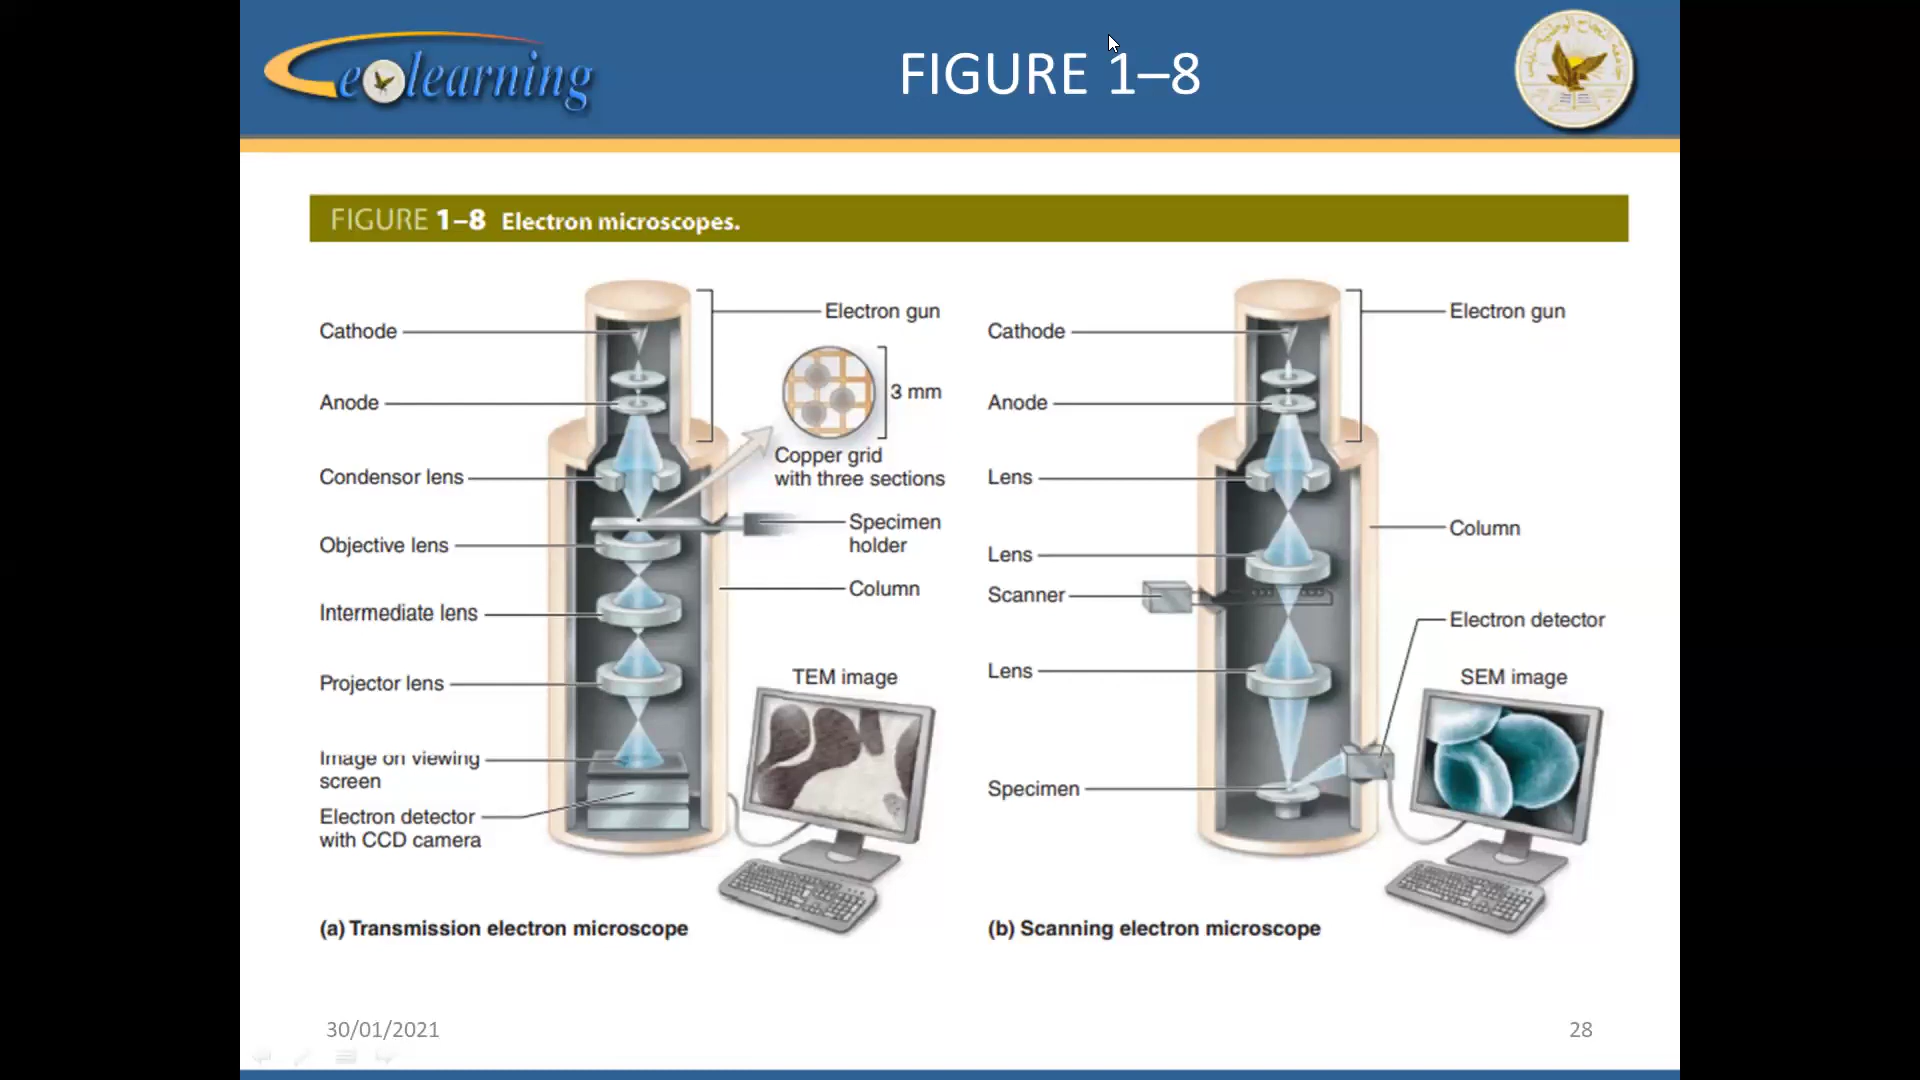 elearning
FIGURE 1–8
FIGURE 1–8 Electron microscopes.
Cathode
Anode
Condensor lens
Objective lens
Intermediate lens
Projector lens
Image on viewing
screen
Electron detector
with CCD camera
Electron gun
3 mm
Copper grid
with three sections
Specimen
holder
Column
TEM image
(a) Transmission electron microscope
Cathode
Anode
Lens
Lens
Scanner
Lens
Specimen
Electron gun
Column
Electron detector
SEM image
(b) Scanning electron microscope
30/01/2021
28